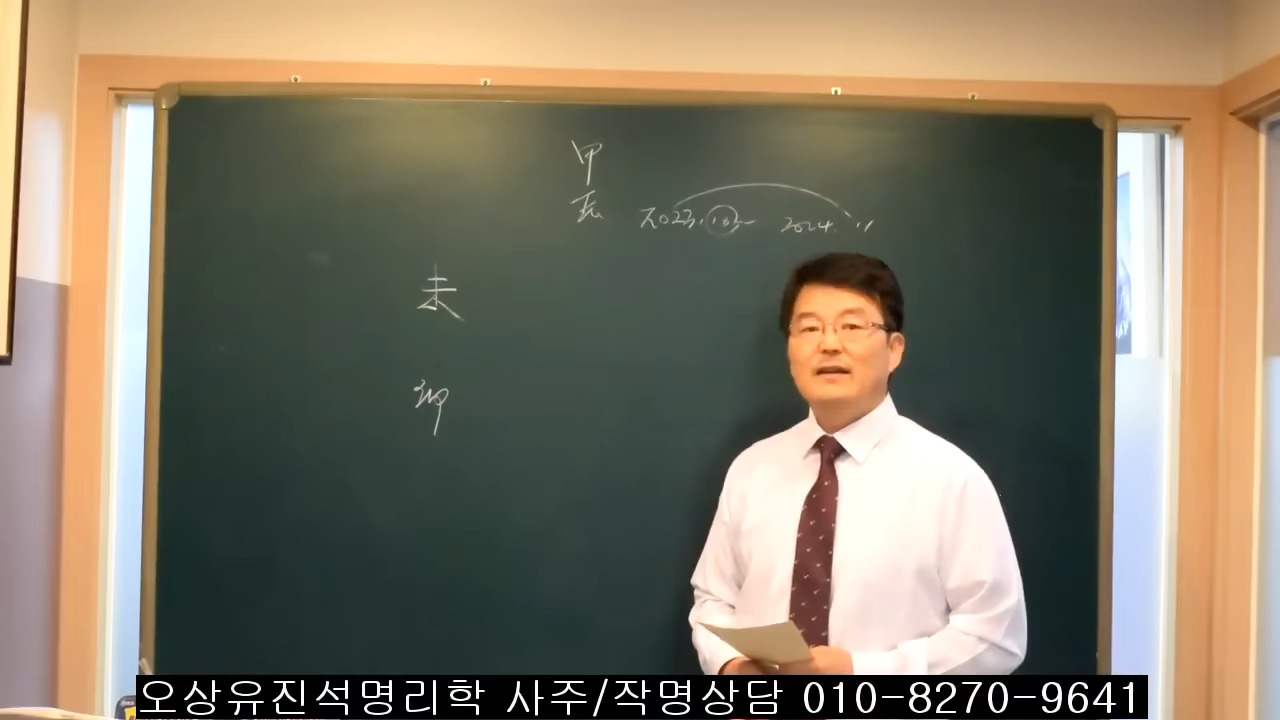 甲
辰
2023. 10~ 2024. 11
未
卯
오상유진석명리학 사주/작명상담 010-8270-9641